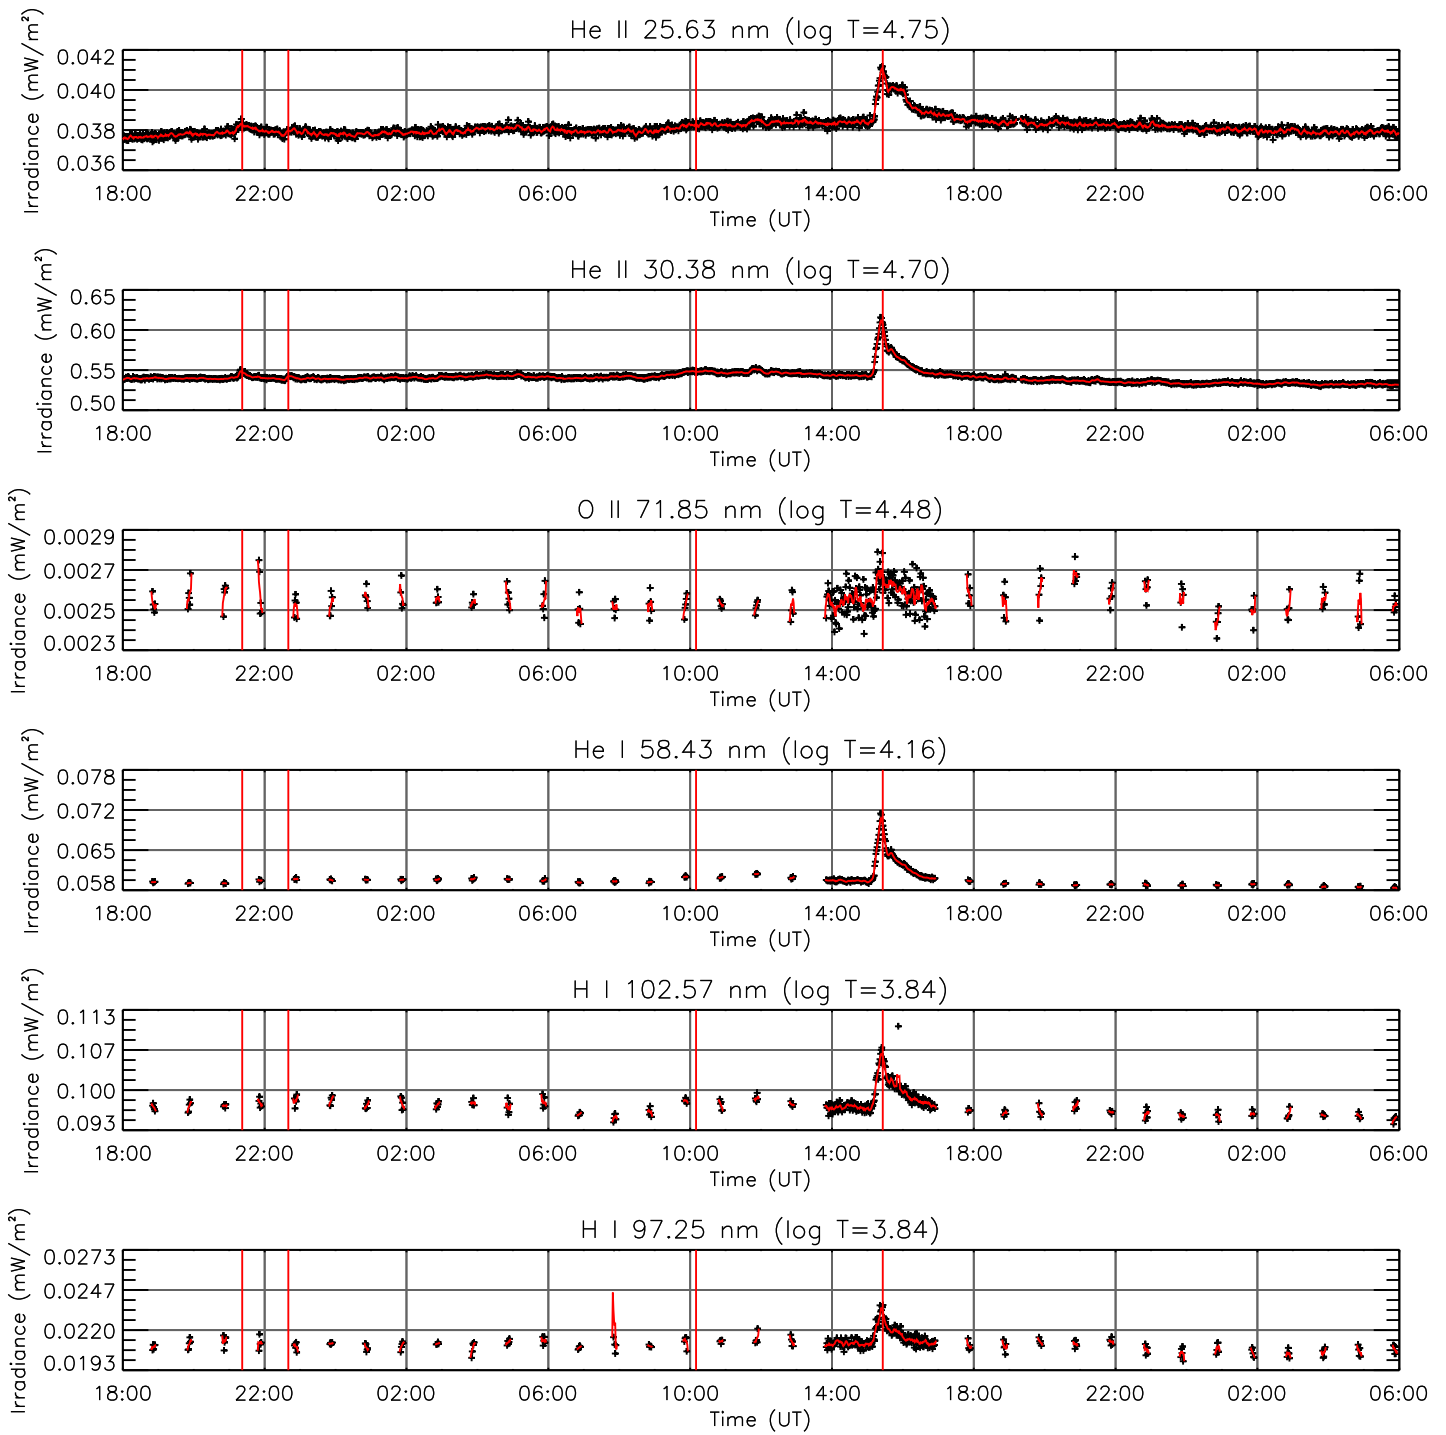 He II 25.63 nm (log T=4.75)
Irradiance (mW/m²)
0.042
0.040
0.038
0.036
18:00 22:00 02:00 06:00 10:00 14:00 18:00 22:00 02:00 06:00
Time (UT)
He II 30.38 nm (log T=4.70)
Irradiance (mW/m²)
0.65
0.60
0.55
0.50
18:00 22:00 02:00 06:00 10:00 14:00 18:00 22:00 02:00 06:00
Time (UT)
O II 71.85 nm (log T=4.48)
Irradiance (mW/m²)
0.0029
0.0027
0.0025
0.0023
18:00 22:00 02:00 06:00 10:00 14:00 18:00 22:00 02:00 06:00
Time (UT)
He I 58.43 nm (log T=4.16)
Irradiance (mW/m²)
0.078
0.072
0.065
0.058
18:00 22:00 02:00 06:00 10:00 14:00 18:00 22:00 02:00 06:00
Time (UT)
H I 102.57 nm (log T=3.84)
Irradiance (mW/m²)
0.113
0.107
0.100
0.093
18:00 22:00 02:00 06:00 10:00 14:00 18:00 22:00 02:00 06:00
Time (UT)
H I 97.25 nm (log T=3.84)
Irradiance (mW/m²)
0.0273
0.0247
0.0220
0.0193
18:00 22:00 02:00 06:00 10:00 14:00 18:00 22:00 02:00 06:00
Time (UT)